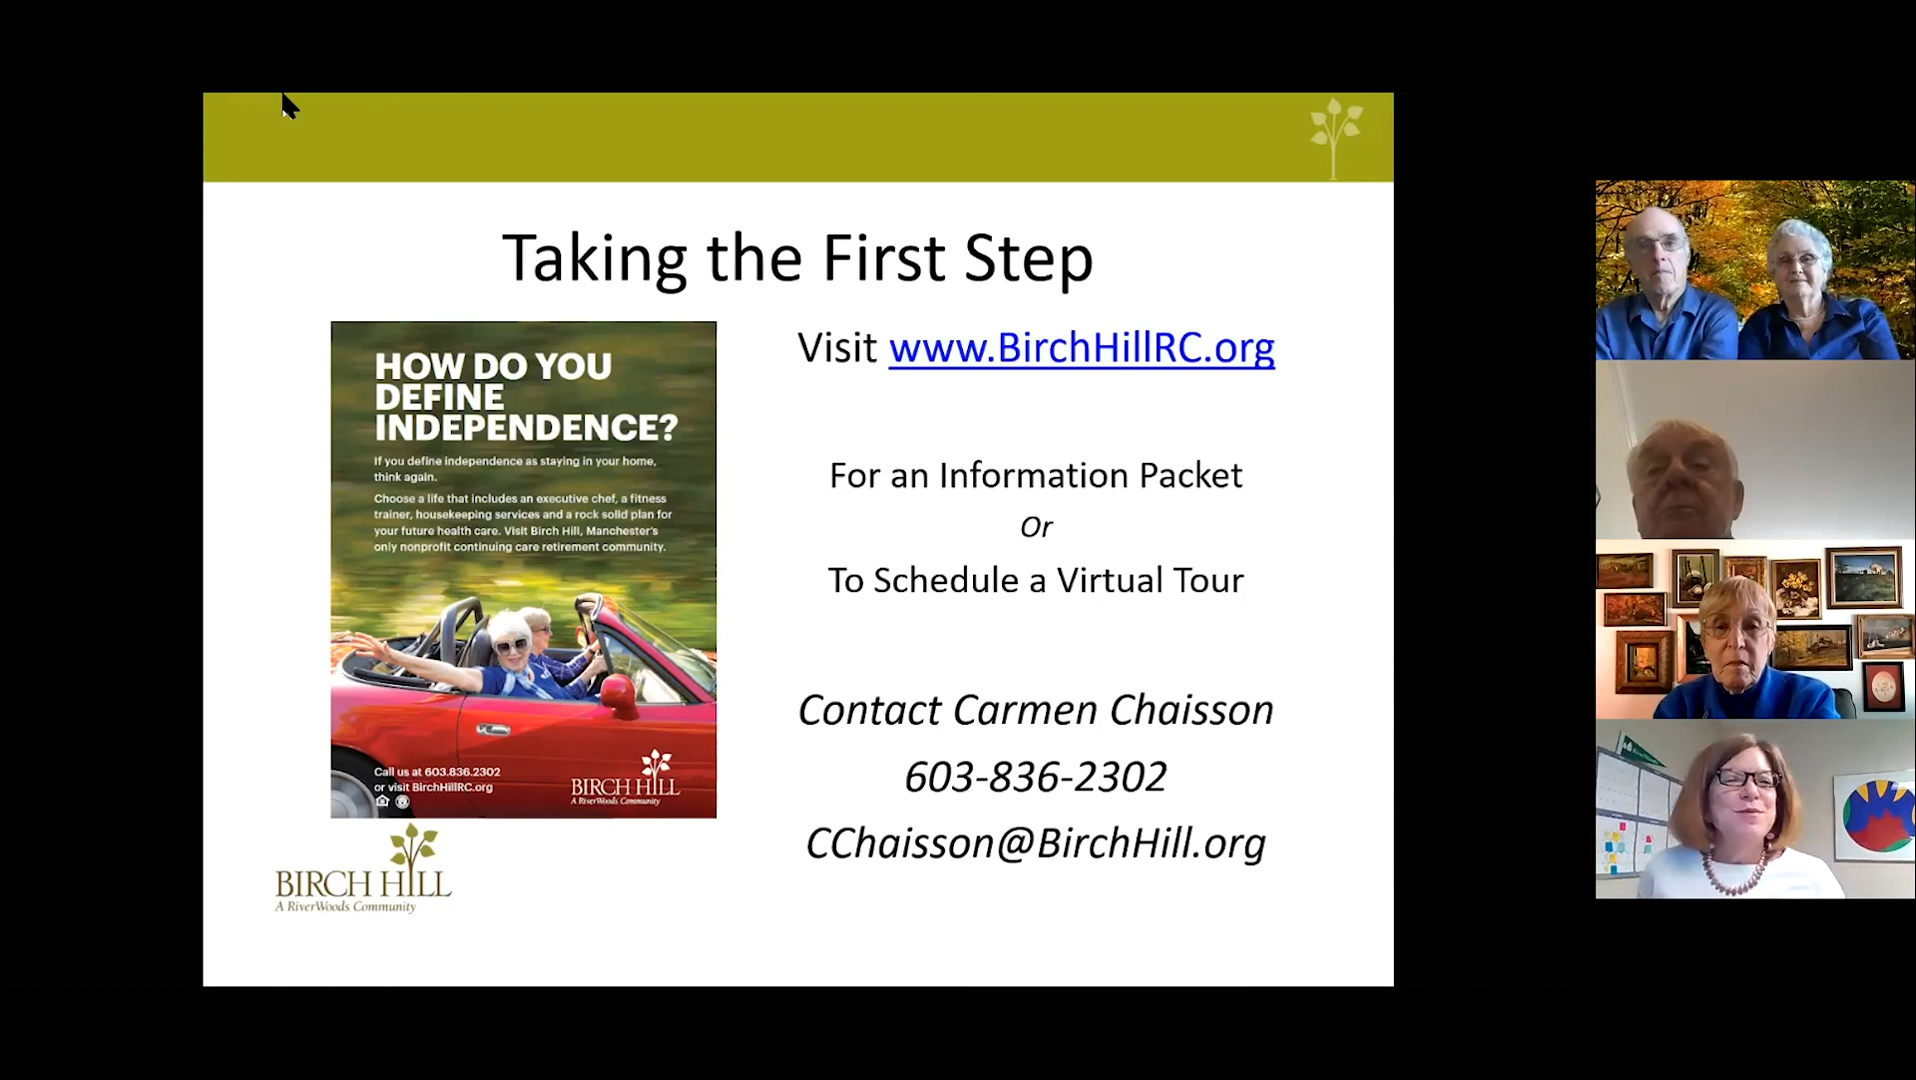 Taking the First Step
HOW DO YOU
DEFINE
INDEPENDENCE?
If you define independence as staying in your home,
think again.
Choose a life that includes an executive chef, a fitness
trainer, housekeeping services and a rock solid plan for
your future health care. Visit Birch Hill, Manchester's
only nonprofit continuing care retirement community.
Call us at 603.836.2302
or visit BirchHillRC.org
BIRCH HILL
A RiverWoods Community
BIRCH HILL
A RiverWoods Community
Visit www.BirchHillRC.org
For an Information Packet
Or
To Schedule a Virtual Tour
Contact Carmen Chaisson
603-836-2302
CChaisson@BirchHill.org